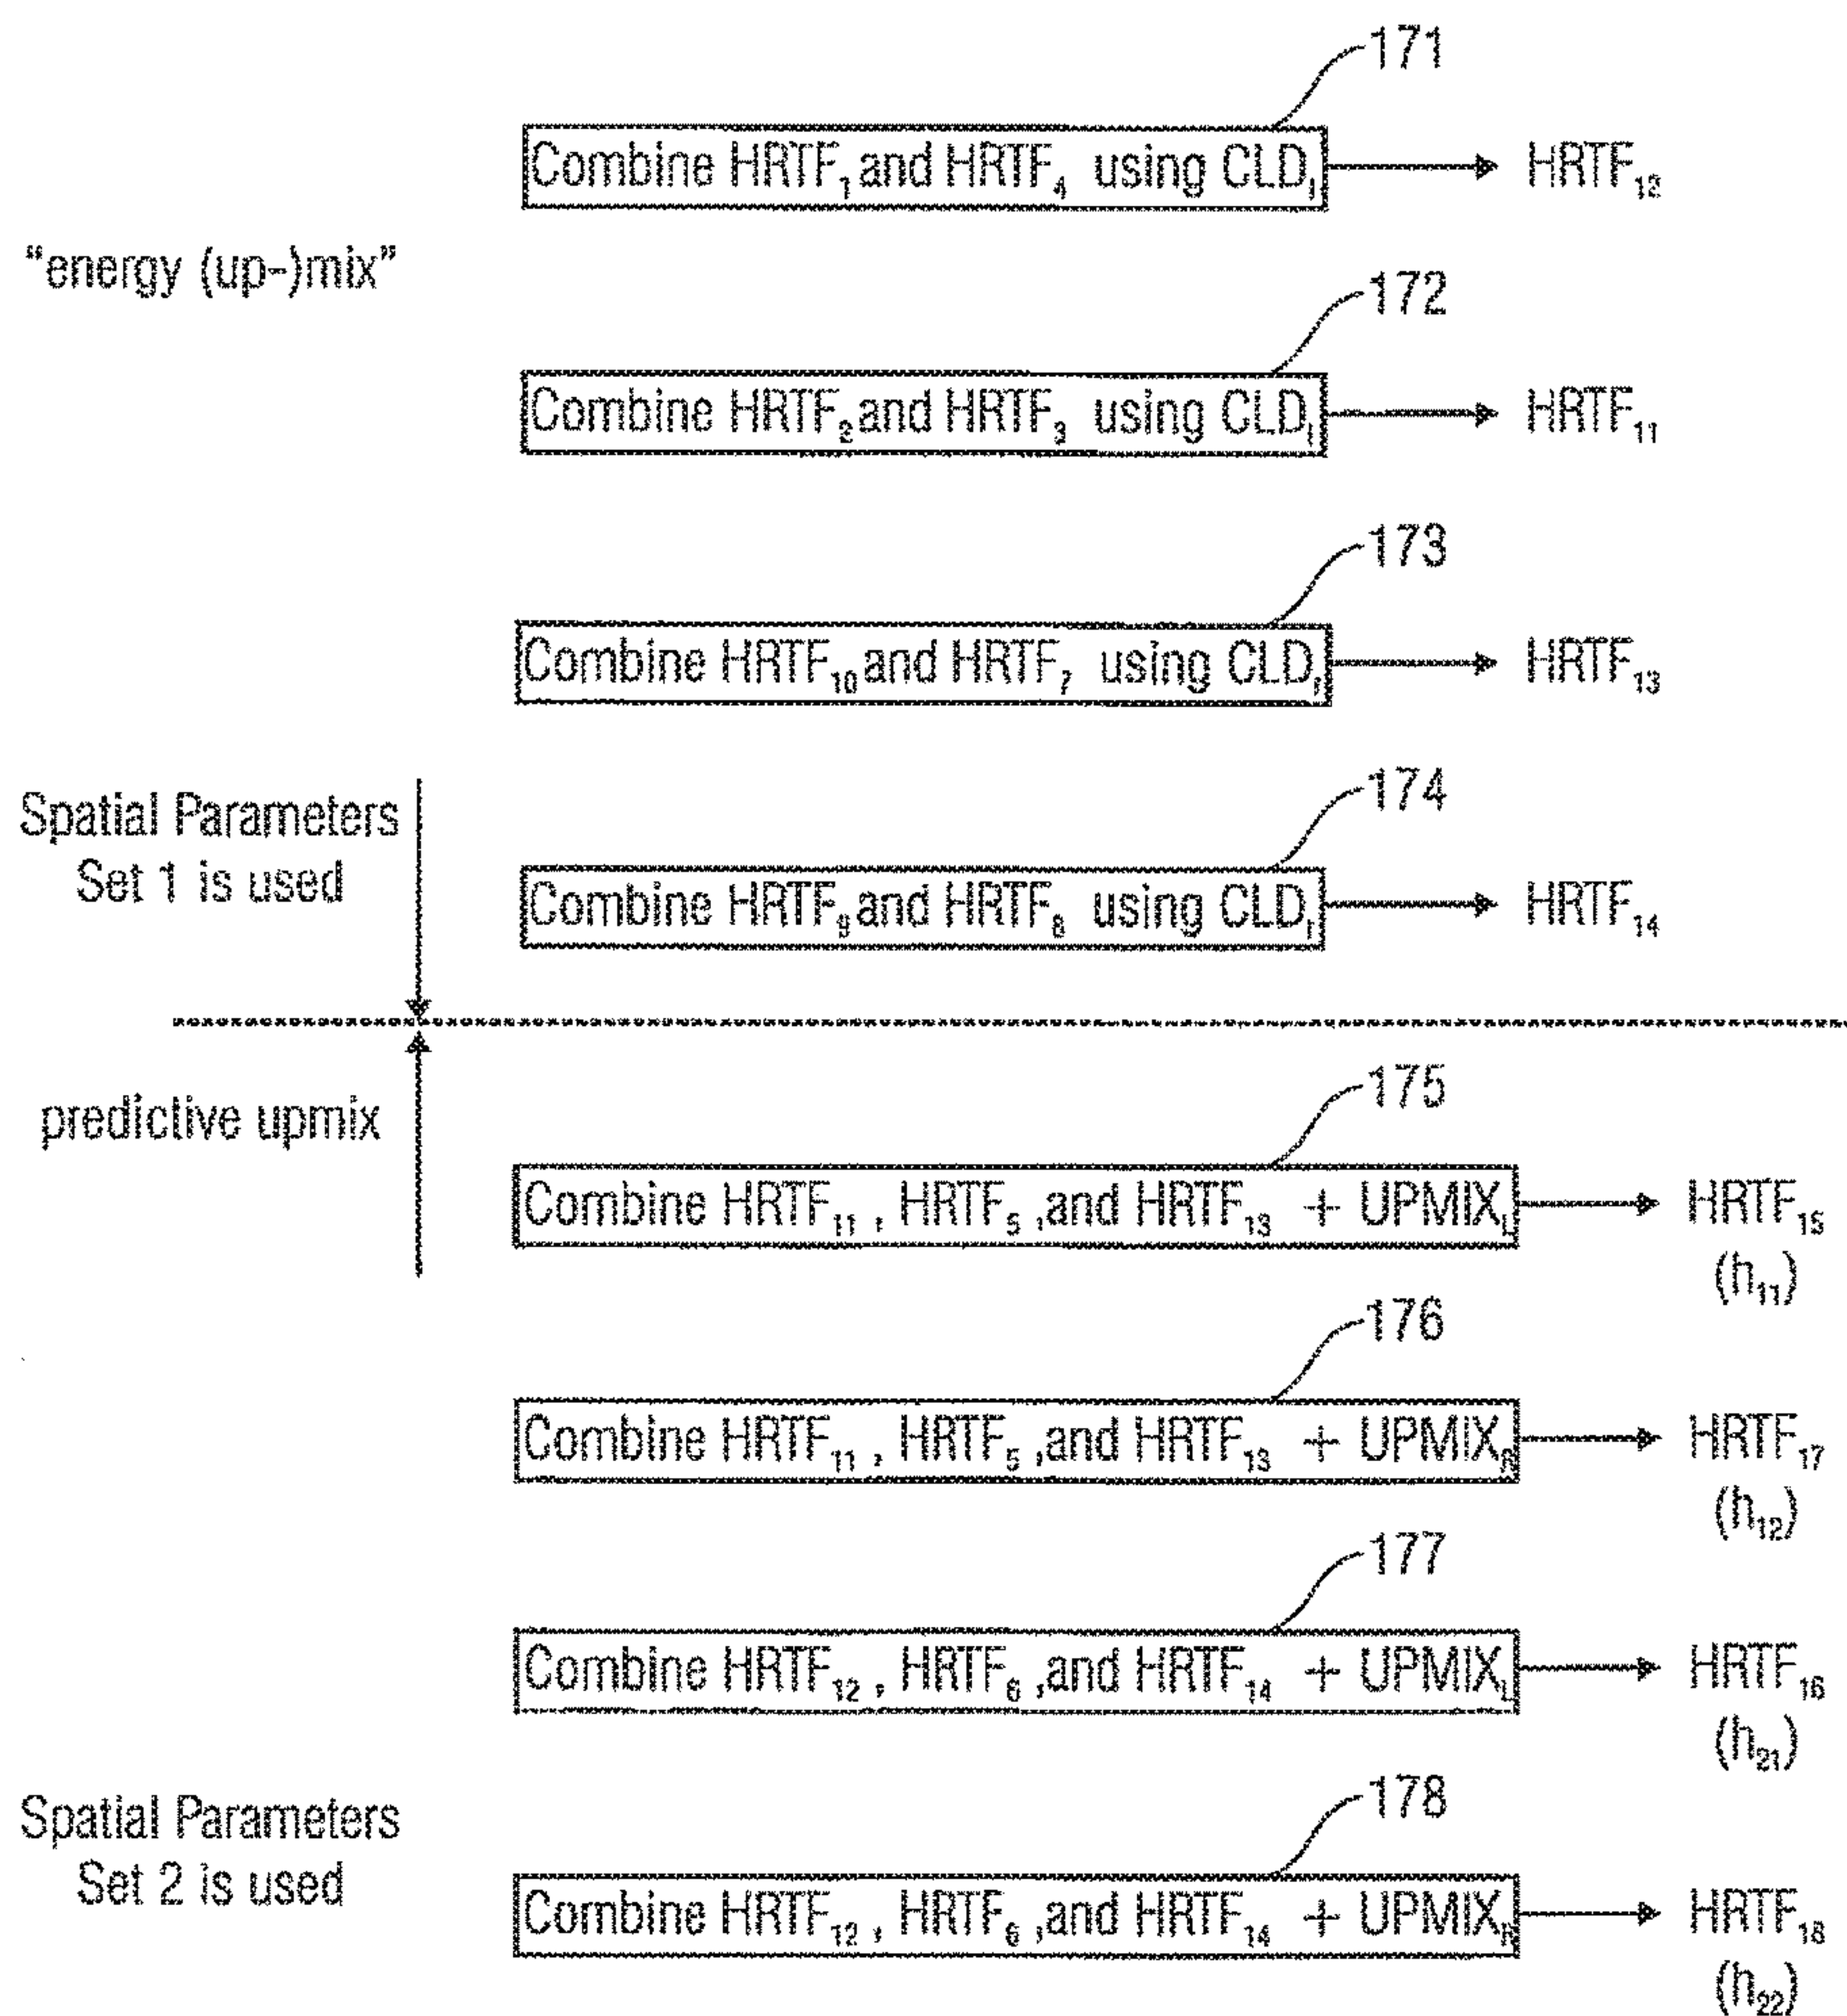 171
Combine HRTF₁ and HRTF₄ using CLDₗ → HRTF₁₂
"energy (up-)mix"
172
Combine HRTF₂ and HRTF₃ using CLDₗ → HRTF₁₁
173
Combine HRTF₁₀ and HRTF₇ using CLDᵣ → HRTF₁₃
174
Spatial Parameters
Set 1 is used
Combine HRTF₉ and HRTF₈ using CLDᵣ → HRTF₁₄
predictive upmix
175
Combine HRTF₁₁, HRTF₅, and HRTF₁₃ + UPMIX_L → HRTF₁₅
(h₁₁)
176
Combine HRTF₁₁, HRTF₅, and HRTF₁₃ + UPMIX_R → HRTF₁₇
(h₁₂)
177
Combine HRTF₁₂, HRTF₆, and HRTF₁₄ + UPMIX_L → HRTF₁₆
(h₂₁)
178
Spatial Parameters
Set 2 is used
Combine HRTF₁₂, HRTF₆, and HRTF₁₄ + UPMIX_R → HRTF₁₈
(h₂₂)